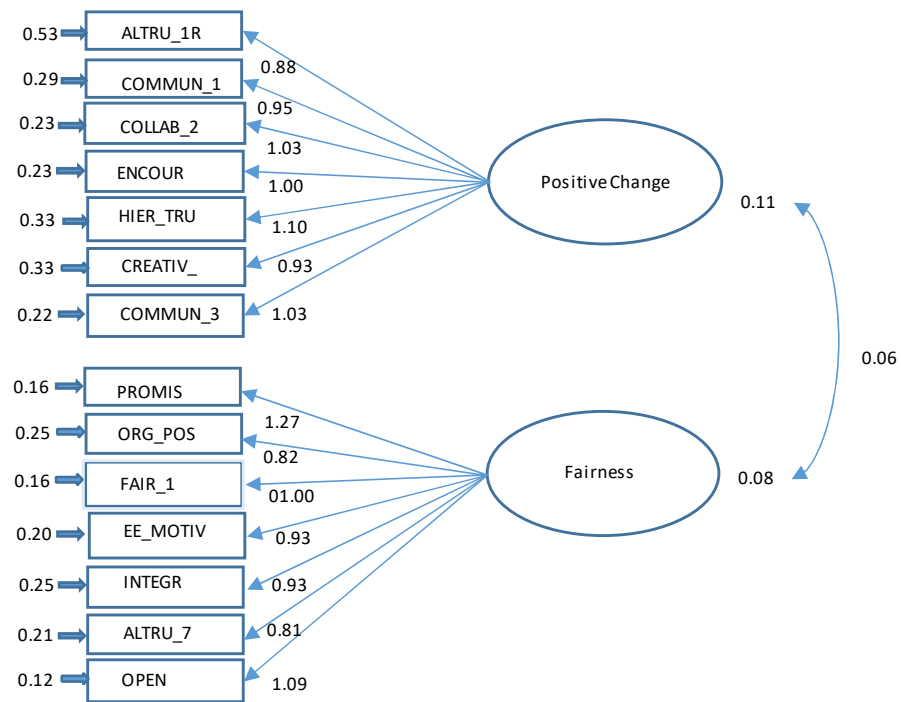 0.53 ALTRU_1R
0.88
0.29 COMMUN_1
0.95
0.23 COLLAB_2
1.03
0.23 ENCOUR
1.00
Positive Change
0.11
0.33 HIER_TRU
1.10
0.33 CREATIV_
0.93
0.22 COMMUN_3
1.03
0.06
0.16 PROMIS
1.27
0.25 ORG_POS
0.82
0.16 FAIR_1
01.00
Fairness
0.08
0.20 EE_MOTIV
0.93
0.25 INTEGR
0.93
0.21 ALTRU_7
0.81
0.12 OPEN
1.09